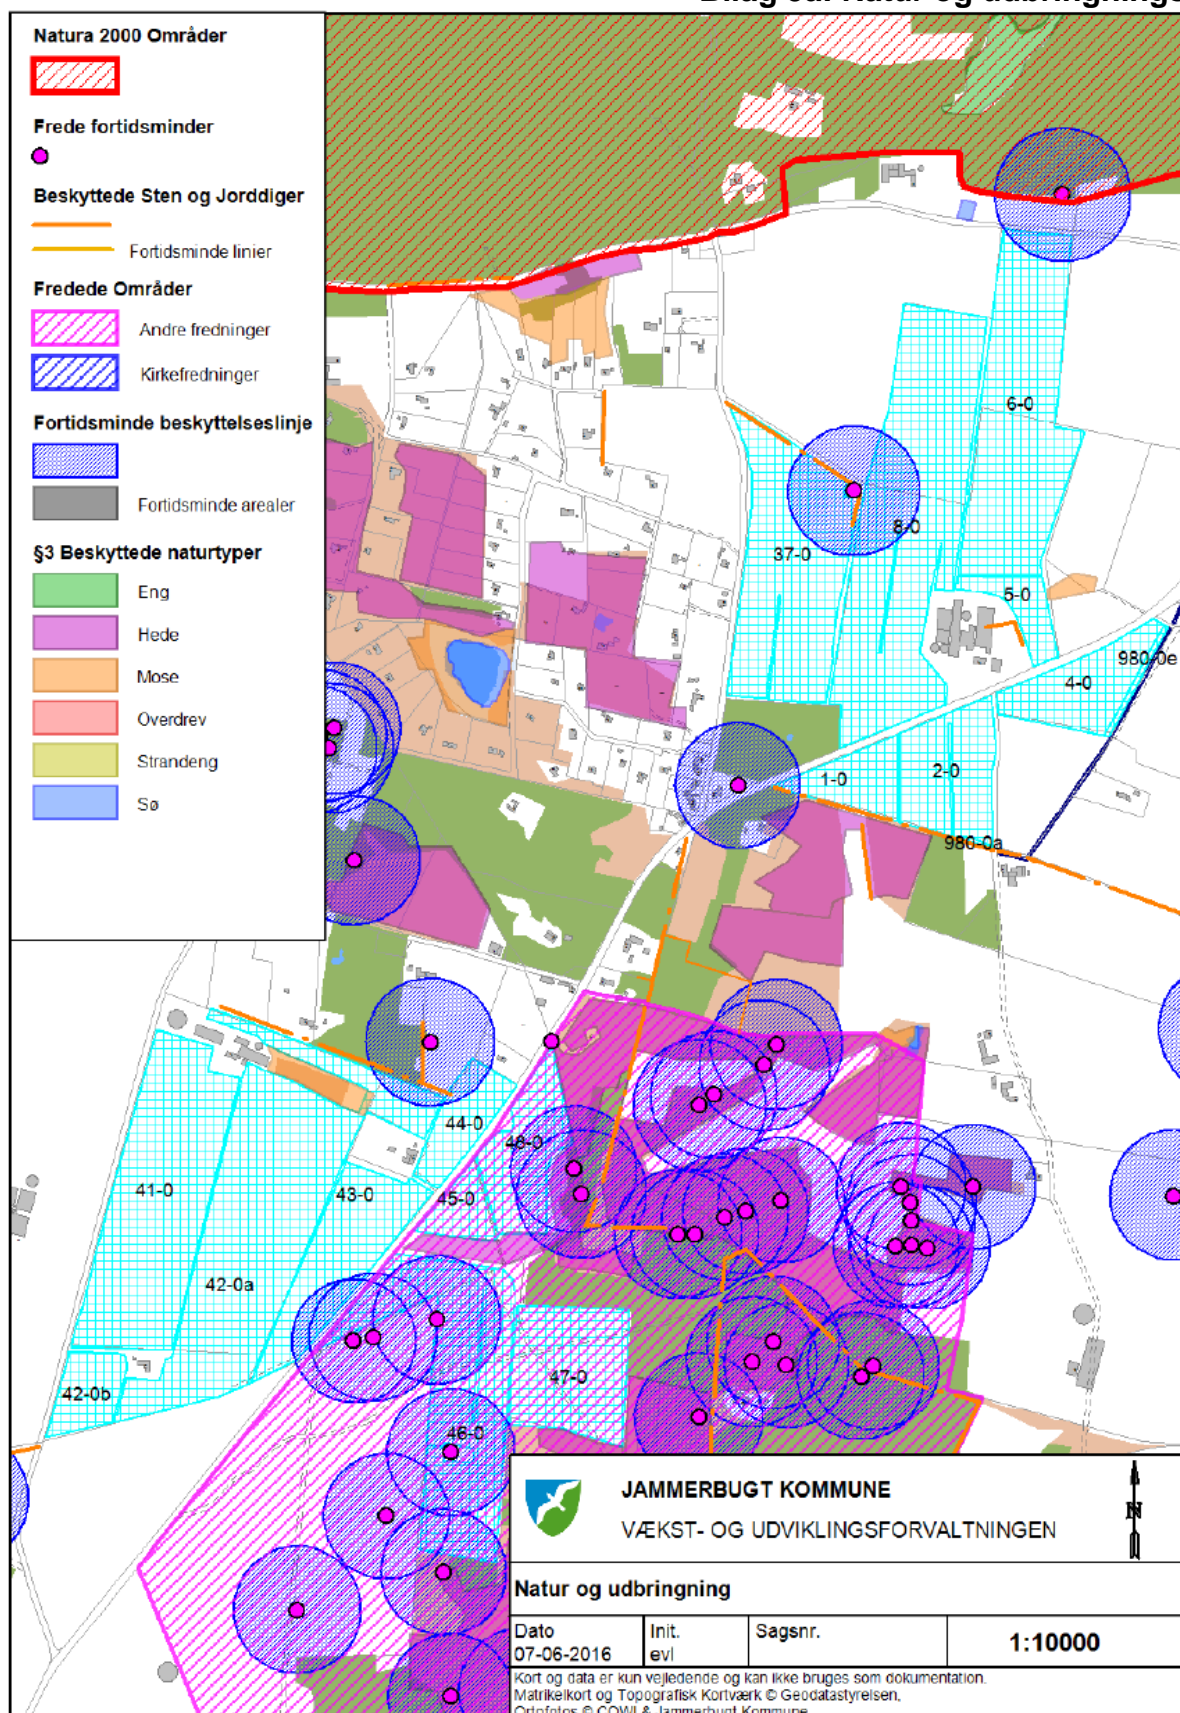 Natura 2000 Områder
Frede fortidsminder
Beskyttede Sten og Jorddiger
Fortidsminde linier
Fredede Områder
Andre fredninger
Kirkefredninger
Fortidsminde beskyttelseslinje
Fortidsminde arealer
§3 Beskyttede naturtyper
Eng
Hede
Mose
Overdrev
Strandeng
Sø
6-0
8-0
37-0
5-0
980-0e
4-0
1-0
2-0
980-0a
44-0
48-0
41-0
43-0
45-0
42-0a
47-0
42-0b
46-0
JAMMERBUGT KOMMUNE
VÆKST- OG UDVIKLINGSFORVALTNINGEN
N
Natur og udbringning
Dato
07-06-2016
Init.
evl
Sagsnr.
1:10000
Kort og data er kun vejledende og kan ikke bruges som dokumentation.
Matrikelkort og Topografisk Kortværk © Geodatastyrelsen,
Ortofotos © COWI & Jammerbugt Kommune